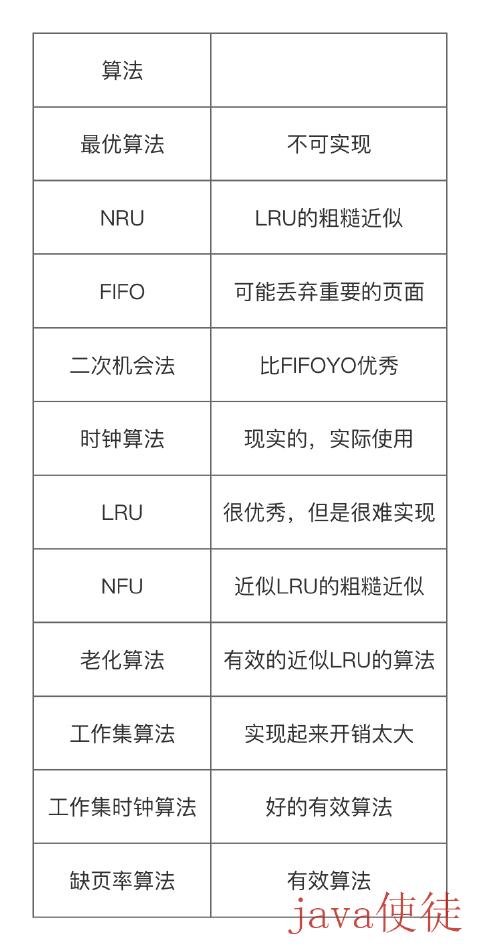 算法
最优算法 不可实现
NRU LRU的粗糙近似
FIFO 可能丢弃重要的页面
二次机会法 比FIFOYO优秀
时钟算法 现实的，实际使用
LRU 很优秀，但是很难实现
NFU 近似LRU的粗糙近似
老化算法 有效的近似LRU的算法
工作集算法 实现起来开销太大
工作集时钟算法 好的有效算法
缺页率算法 有效算法
java使徒